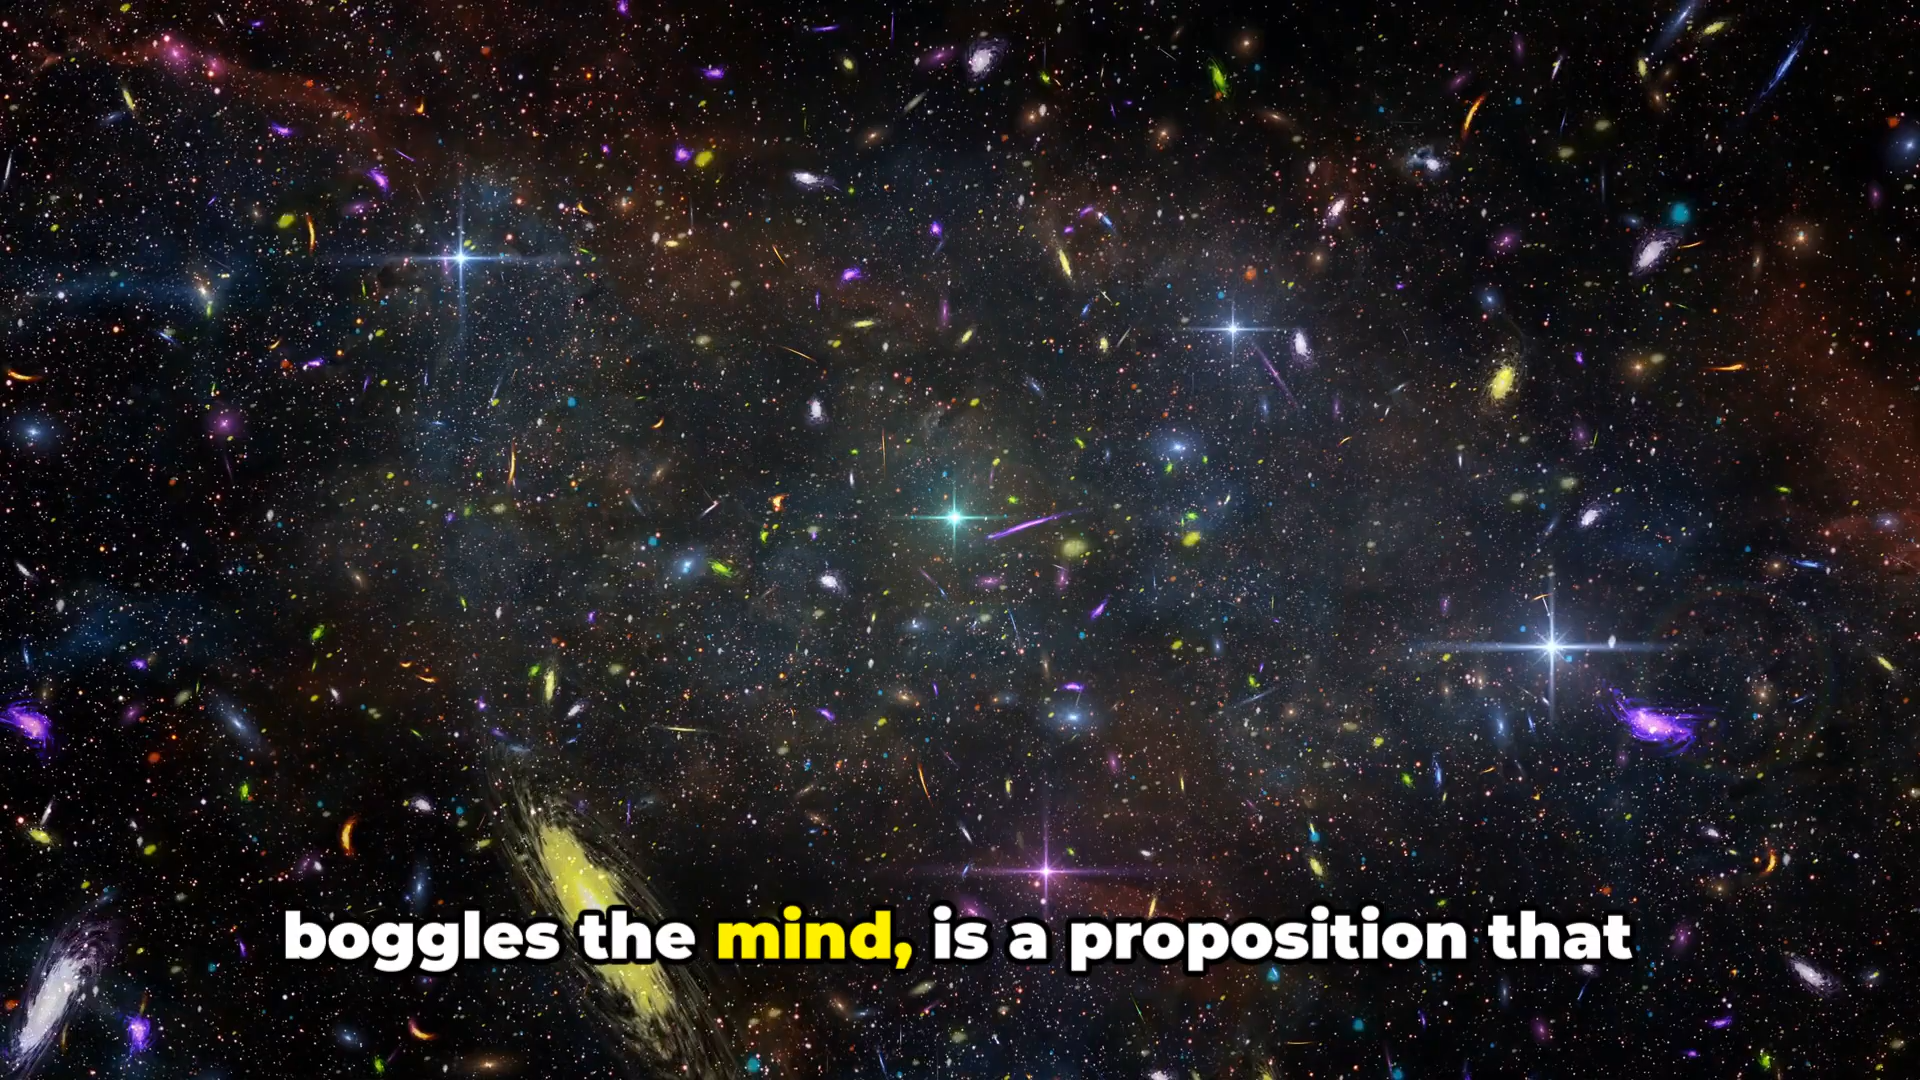 boggles the mind, is a proposition that